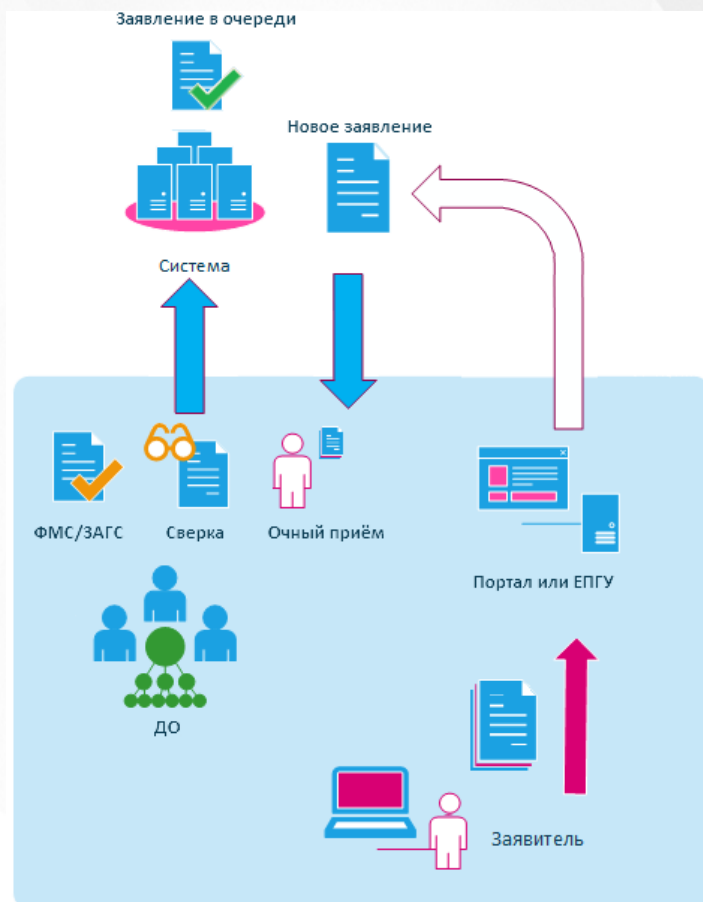 Заявление в очереди
Новое заявление
Система
ФМС/ЗАГС
Сверка
Очный приём
Портал или ЕПГУ
ДО
Заявитель